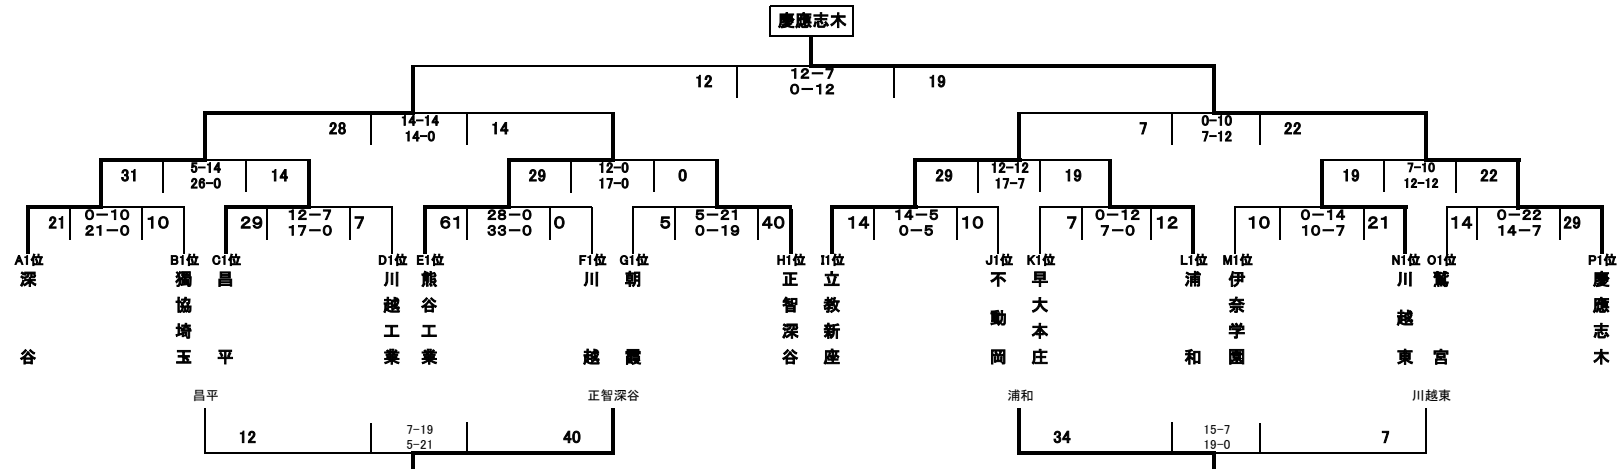 慶應志木
12 12-7 19
0-12
28 14-14 14 7 0-10 22
14-0 7-12
31 5-14 14 29 12-0 0 29 12-12 19 19 7-10 22
26-0 17-0 17-7 12-12
21 0-10 10 29 12-7 7 61 28-0 0 5 5-21 40 14 14-5 10 7 0-12 12 10 0-14 21 14 0-22 29
21-0 17-0 33-0 0-19 0-5 7-0 10-7 14-7
A1位 B1位 C1位 D1位 E1位 F1位 G1位 H1位 I1位 J1位 K1位 L1位 M1位 N1位 O1位 P1位
深谷
獨協埼玉
昌平
川越工業
熊谷工業
川越
朝霞
正智深谷
立教新座
不動岡
早大本庄
浦和
伊奈学園
川越東
鷲宮
慶應志木
昌平 正智深谷 浦和 川越東
12 7-19 40 34 15-7 7
5-21 19-0